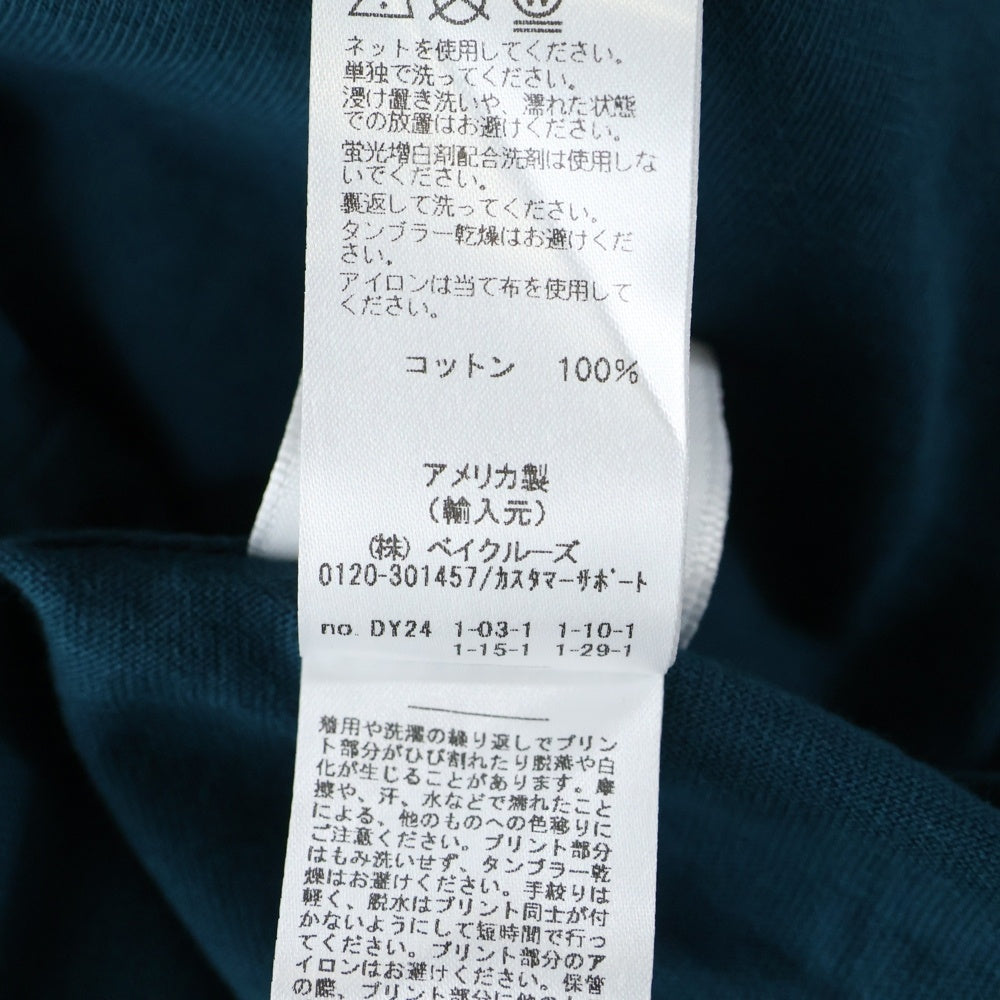 ネットを使用してください。
単独で洗ってください。
浸け置き洗いや、濡れた状態
での放置はお避けください。
蛍光増白剤配合洗剤は使用しな
いでください。
裏返して洗ってください。
タンブラー乾燥はお避けくだ
さい。
アイロンは当て布を使用して
ください。
コットン 100%
アメリカ製
(輸入元)
(株) ベイクルーズ
0120-301457/カスタマーサポート
no. DY24 1-03-1 1-10-1
1-15-1 1-29-1
着用や洗濯の繰り返しでプリン
ト部分がひび割れたり脱落や白
化が生じることがあります。摩
擦や、汗、水などで濡れたこと
による、他のものへの色移りに
ご注意ください。プリント部分
はもみ洗いせず、タンブラー乾
燥はお避けください。手絞りは
軽く、脱水はプリント同士が付
かないようにして短時間で行っ
てください。プリント部分のア
イロンはお避けください。保管
の際、プリント部分に他の